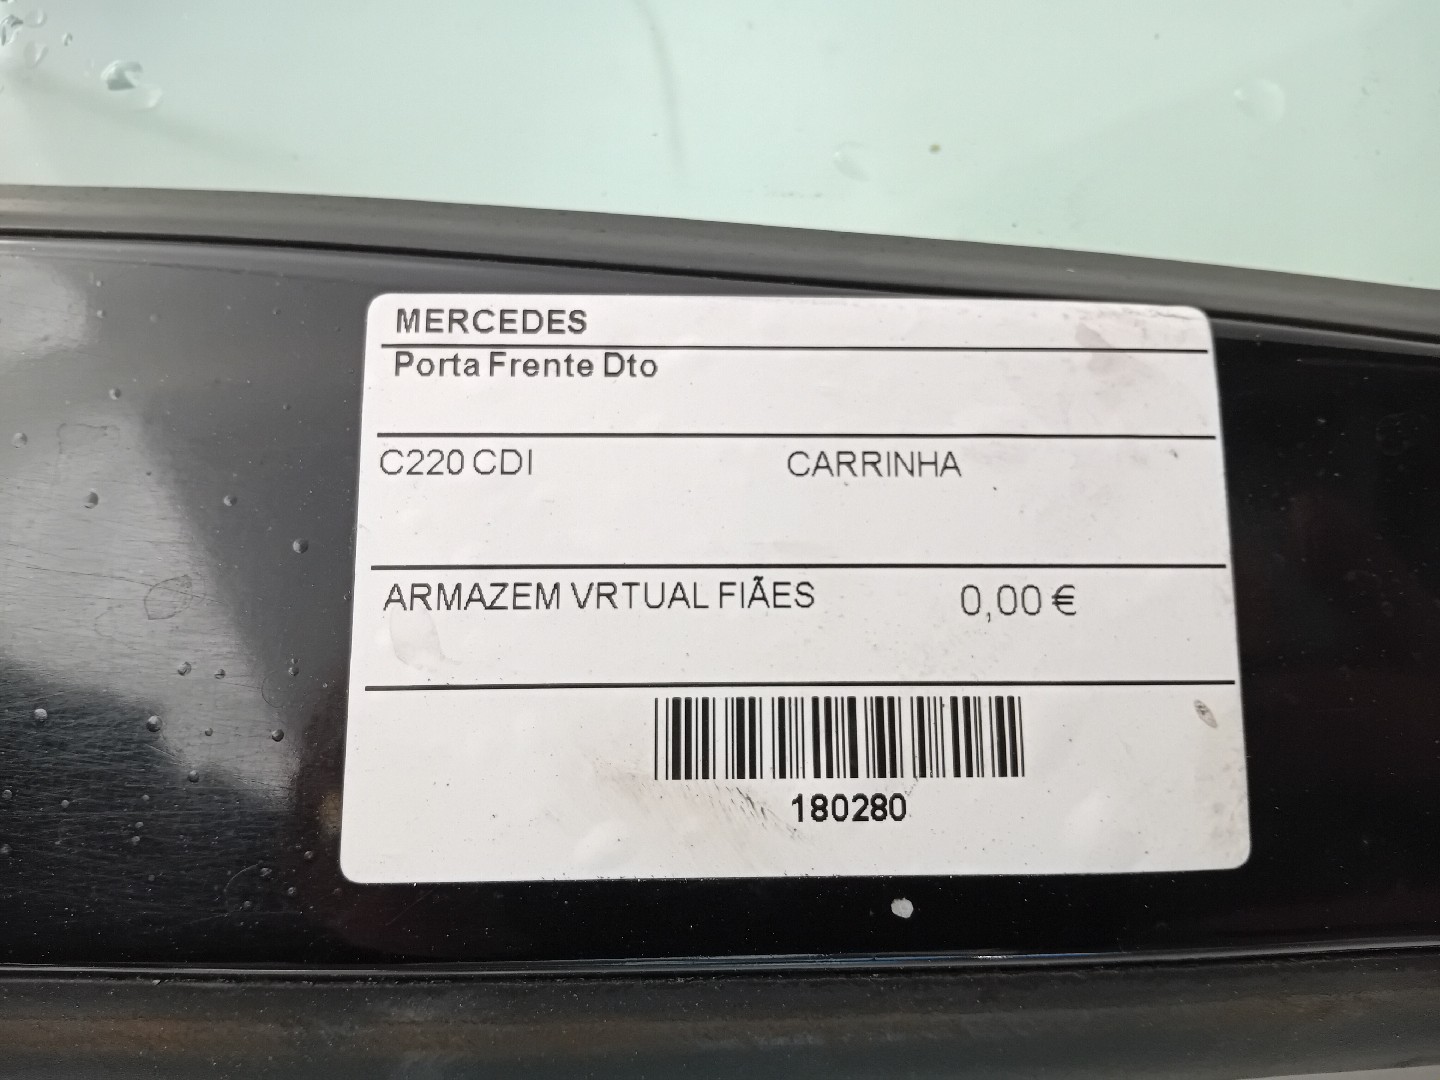 MERCEDES
Porta Frente Dto
C220 CDI CARRINHA
ARMAZEM VRTUAL FIÃES 0,00 €
180280